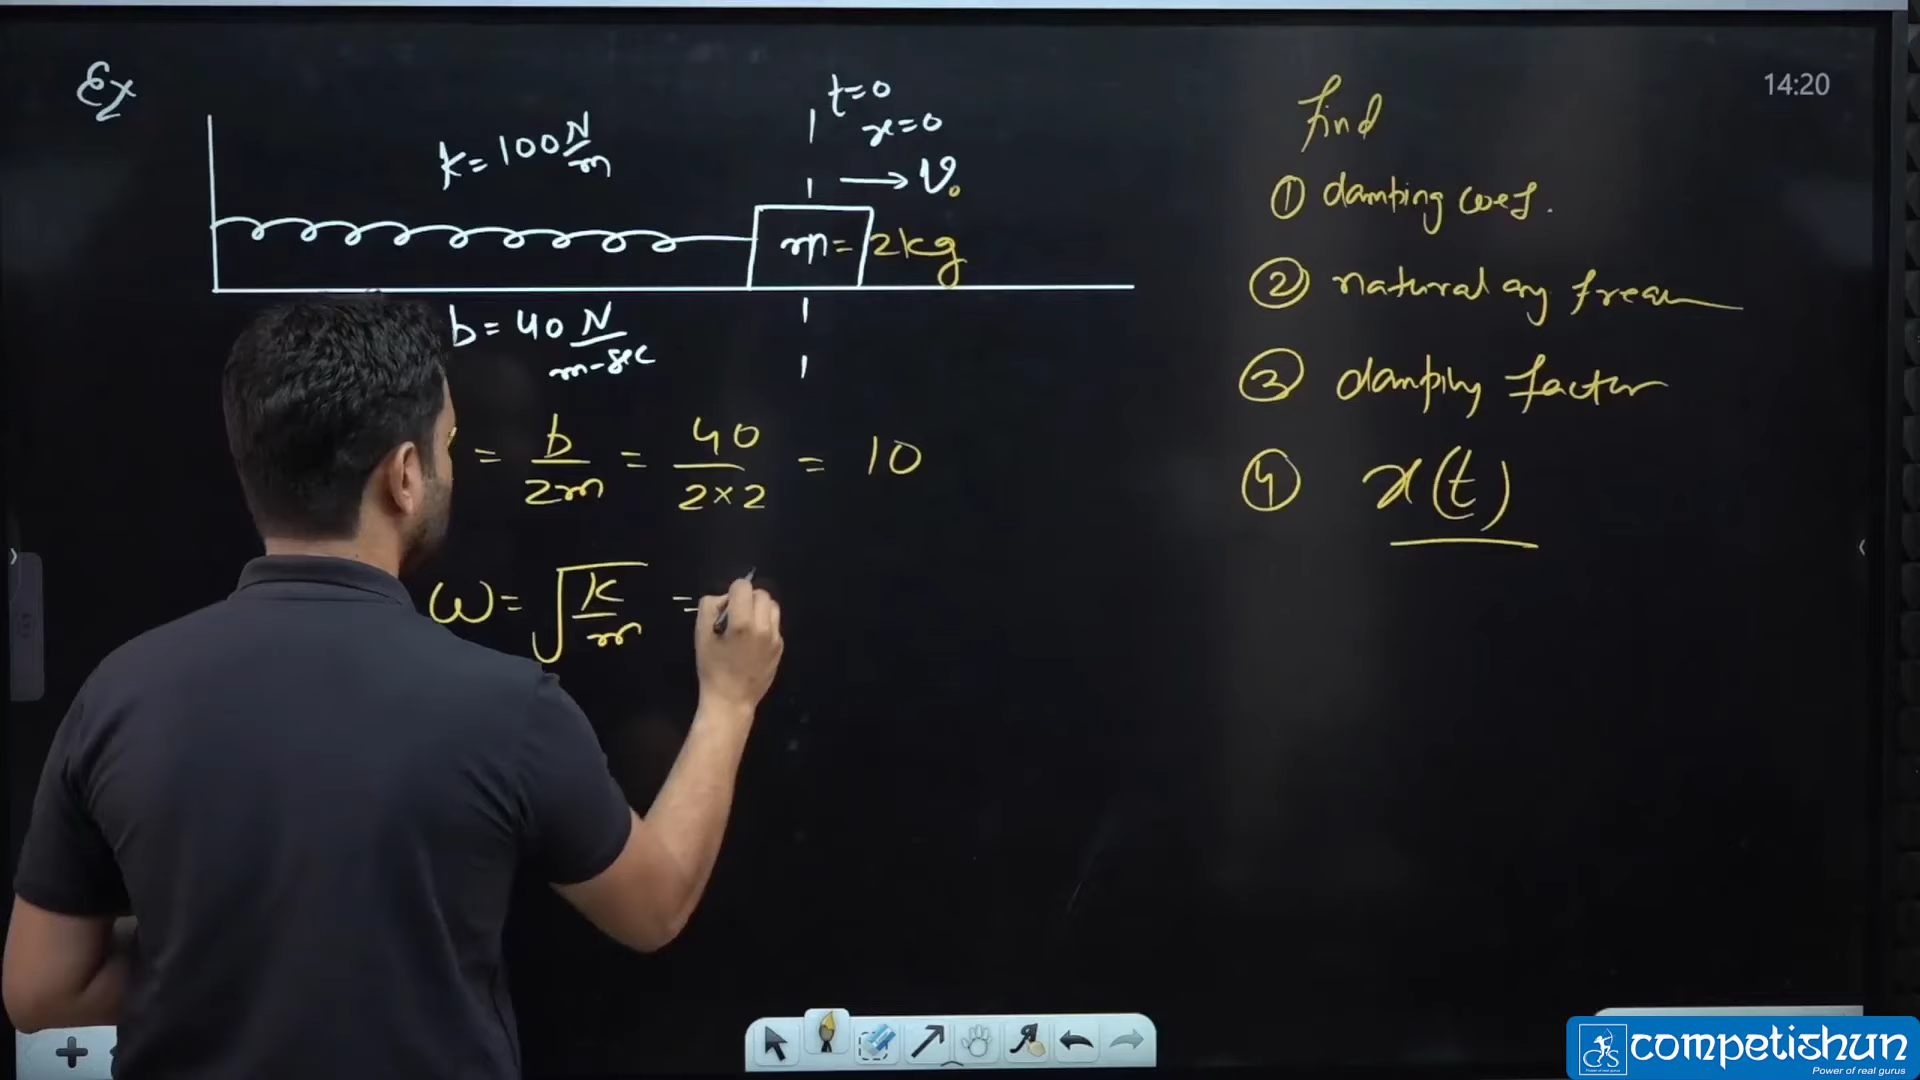 Ex
t=0
x=0
k= 100 N/m
→ v₀
m= 2kg
b= 40 N/m-sec
= b/2m = 40/2×2 = 10
ω= √k/m =
find
① damping coef.
② natural ang frequ
③ damping factor
④ x(t)
14:20
competishun
Power of real gurus